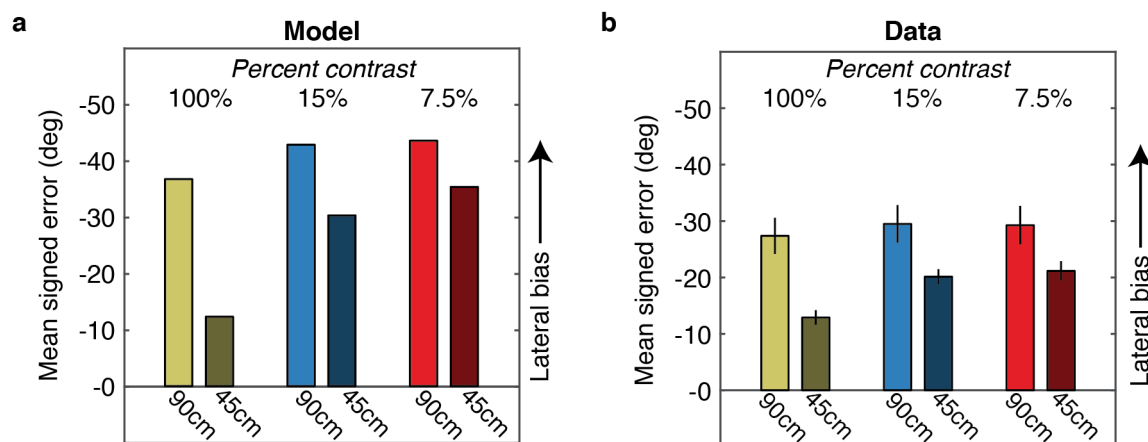 a
Model
Percent contrast
100% 15% 7.5%
-50
-40
-30
-20
-10
-0
Mean signed error (deg)
Lateral bias
90cm 45cm 90cm 45cm 90cm 45cm
b
Data
Percent contrast
100% 15% 7.5%
-50
-40
-30
-20
-10
-0
Mean signed error (deg)
Lateral bias
90cm 45cm 90cm 45cm 90cm 45cm